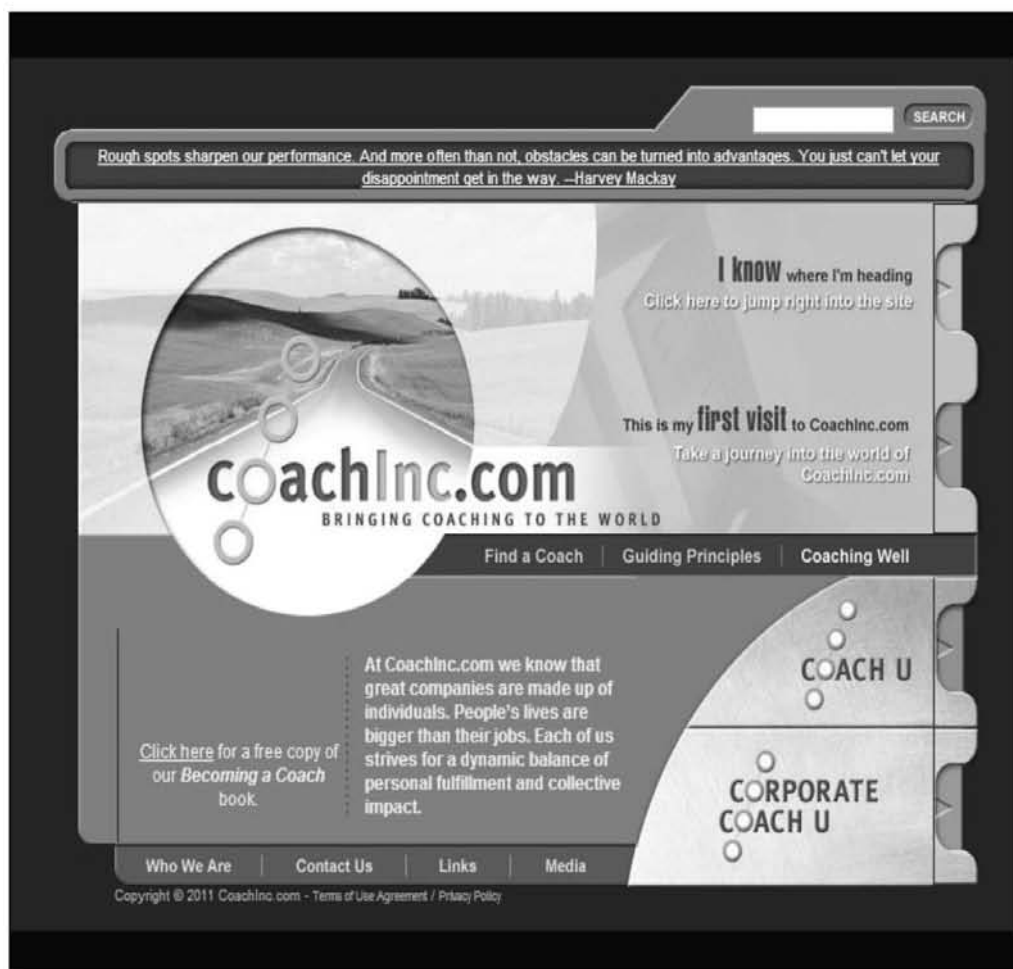 SEARCH
Rough spots sharpen our performance. And more often than not, obstacles can be turned into advantages. You just can't let your
disappointment get in the way. --Harvey Mackay
I know where I'm heading
Click here to jump right into the site
This is my first visit to CoachInc.com
Take a journey into the world of
CoachInc.com
coachInc.com
BRINGING COACHING TO THE WORLD
Find a Coach
Guiding Principles
Coaching Well
At CoachInc.com we know that
great companies are made up of
individuals. People's lives are
bigger than their jobs. Each of us
strives for a dynamic balance of
personal fulfillment and collective
impact.
Click here for a free copy of
our Becoming a Coach
book.
COACH U
CORPORATE
COACH U
Who We Are
Contact Us
Links
Media
Copyright © 2011 CoachInc.com - Terms of Use Agreement / Privacy Policy